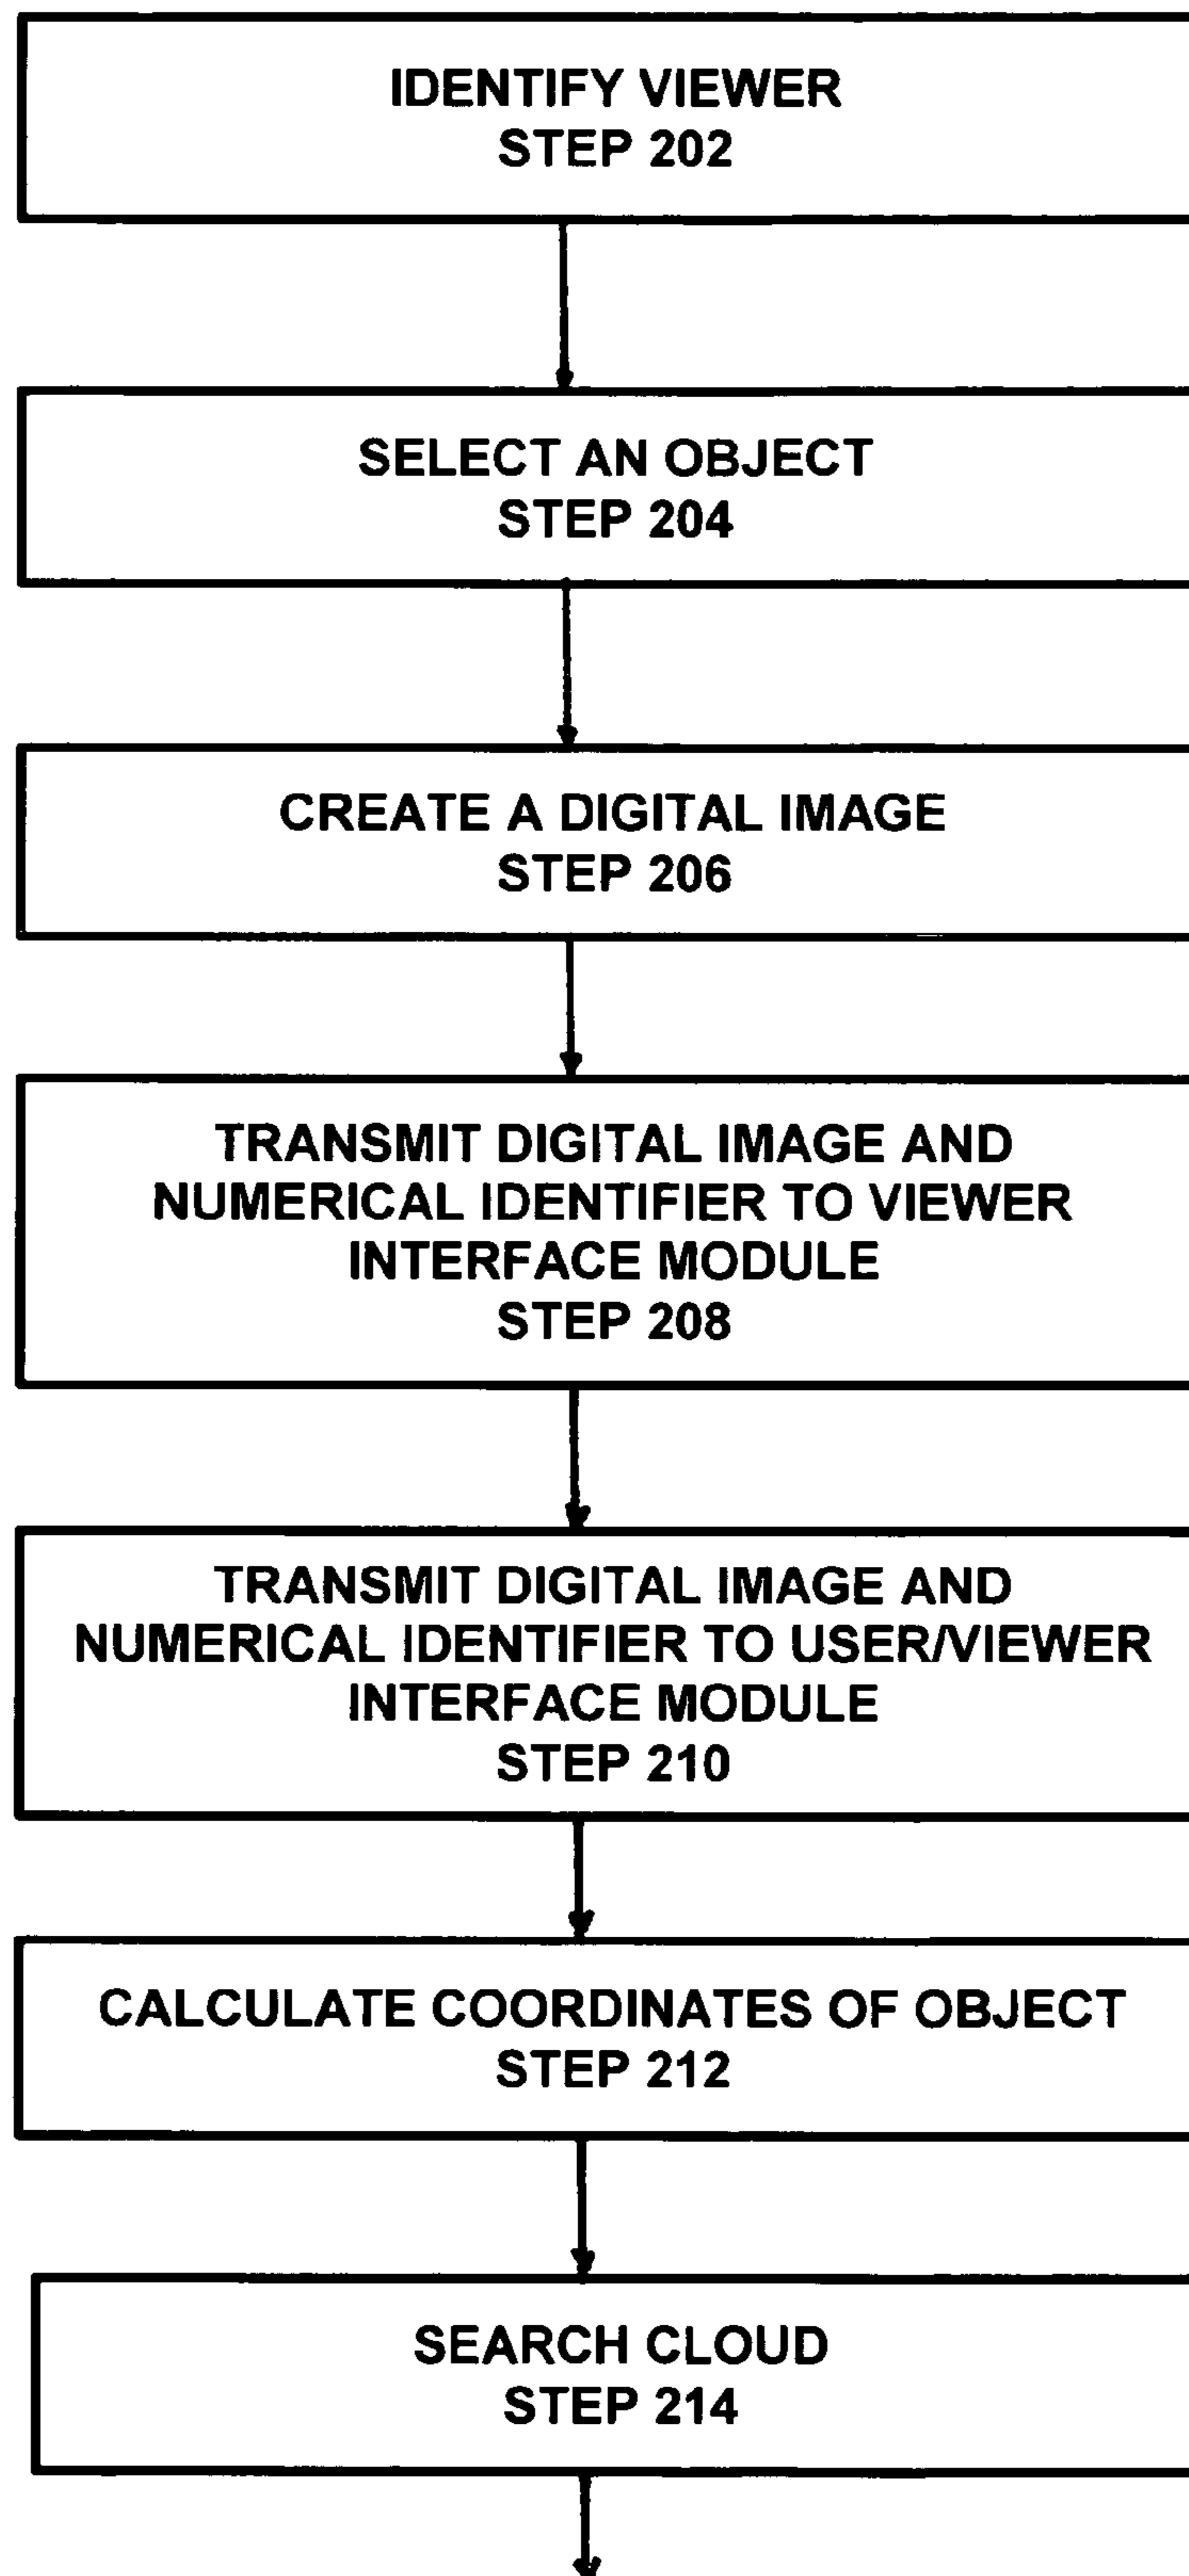 IDENTIFY VIEWER
STEP 202
SELECT AN OBJECT
STEP 204
CREATE A DIGITAL IMAGE
STEP 206
TRANSMIT DIGITAL IMAGE AND
NUMERICAL IDENTIFIER TO VIEWER
INTERFACE MODULE
STEP 208
TRANSMIT DIGITAL IMAGE AND
NUMERICAL IDENTIFIER TO USER/VIEWER
INTERFACE MODULE
STEP 210
CALCULATE COORDINATES OF OBJECT
STEP 212
SEARCH CLOUD
STEP 214